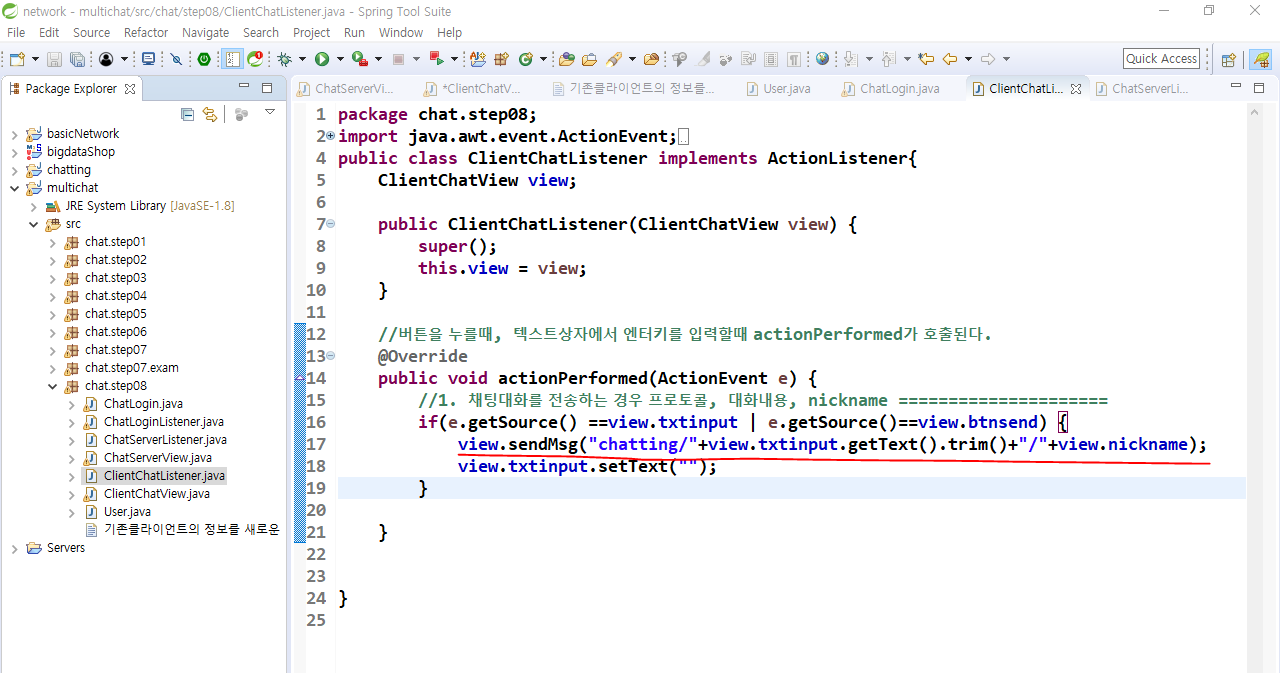 network - multichat/src/chat/step08/ClientChatListener.java - Spring Tool Suite
File Edit Source Refactor Navigate Search Project Run Window Help
Quick Access
Package Explorer
ChatServerVi...
*ClientChatV...
기존클라이언트의 정보를...
User.java
ChatLogin.java
ClientChatLi...
ChatServerLi...
basicNetwork
bigdataShop
chatting
multichat
JRE System Library [JavaSE-1.8]
src
chat.step01
chat.step02
chat.step03
chat.step04
chat.step05
chat.step06
chat.step07
chat.step07.exam
chat.step08
ChatLogin.java
ChatLoginListener.java
ChatServerListener.java
ChatServerView.java
ClientChatListener.java
ClientChatView.java
User.java
기존클라이언트의 정보를 새로운
Servers
1 package chat.step08;
2 import java.awt.event.ActionEvent;
4 public class ClientChatListener implements ActionListener{
5 ClientChatView view;
6
7 public ClientChatListener(ClientChatView view) {
8 super();
9 this.view = view;
10 }
11
12 //버튼을 누를때, 텍스트상자에서 엔터키를 입력할때 actionPerformed가 호출된다.
13 @Override
14 public void actionPerformed(ActionEvent e) {
15 //1. 채팅대화를 전송하는 경우 프로토콜, 대화내용, nickname =====================
16 if(e.getSource() ==view.txtinput | e.getSource()==view.btnsend) {
17 view.sendMsg("chatting/"+view.txtinput.getText().trim()+"/"+view.nickname);
18 view.txtinput.setText("");
19 }
20
21 }
22
23
24 }
25